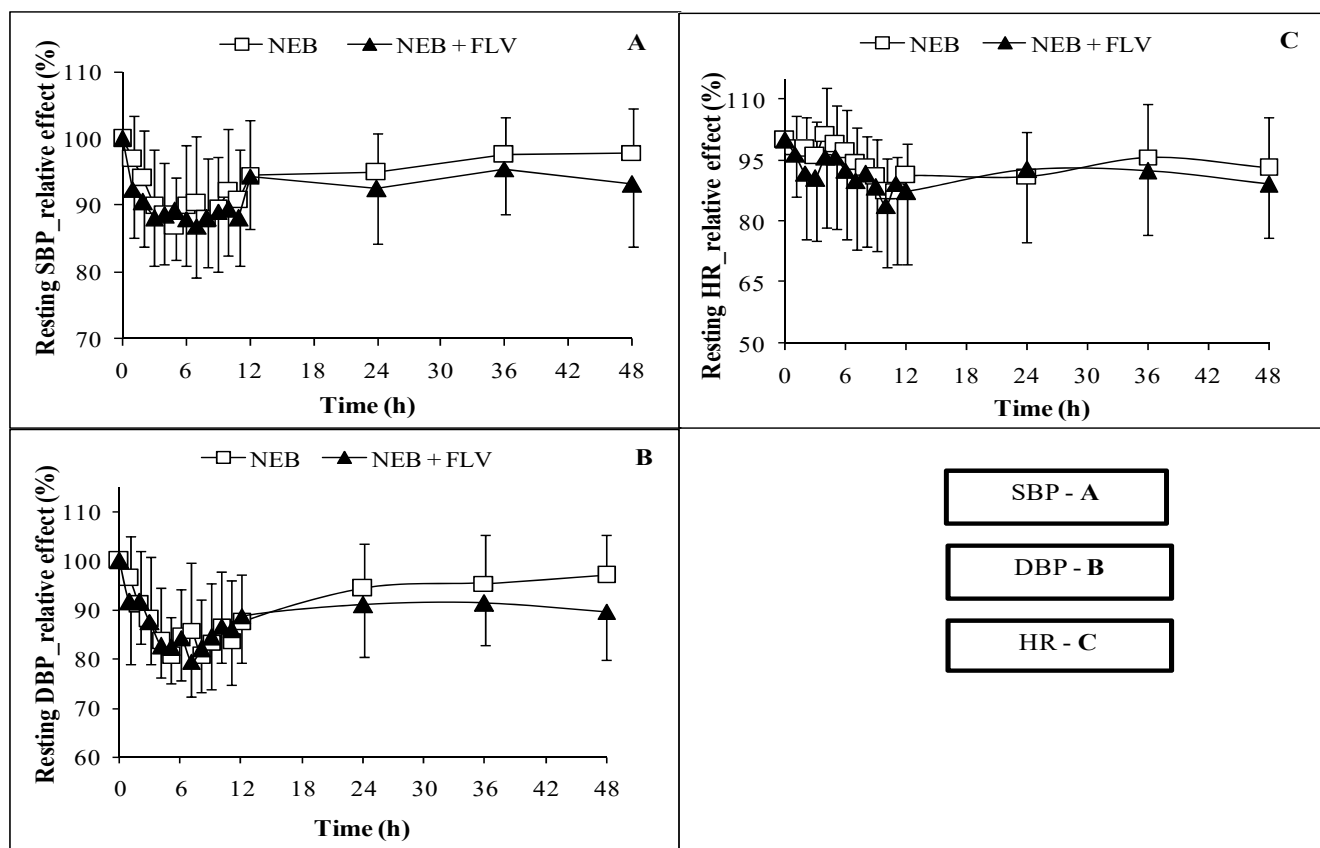 NEB NEB + FLV A
Resting SBP_relative effect (%)
110
100
90
80
70
0 6 12 18 24 30 36 42 48
Time (h)
NEB NEB + FLV C
Resting HR_relative effect (%)
110
95
80
65
50
0 6 12 18 24 30 36 42 48
Time (h)
NEB NEB + FLV B
Resting DBP_relative effect (%)
110
100
90
80
70
60
0 6 12 18 24 30 36 42 48
Time (h)
SBP - A
DBP - B
HR - C